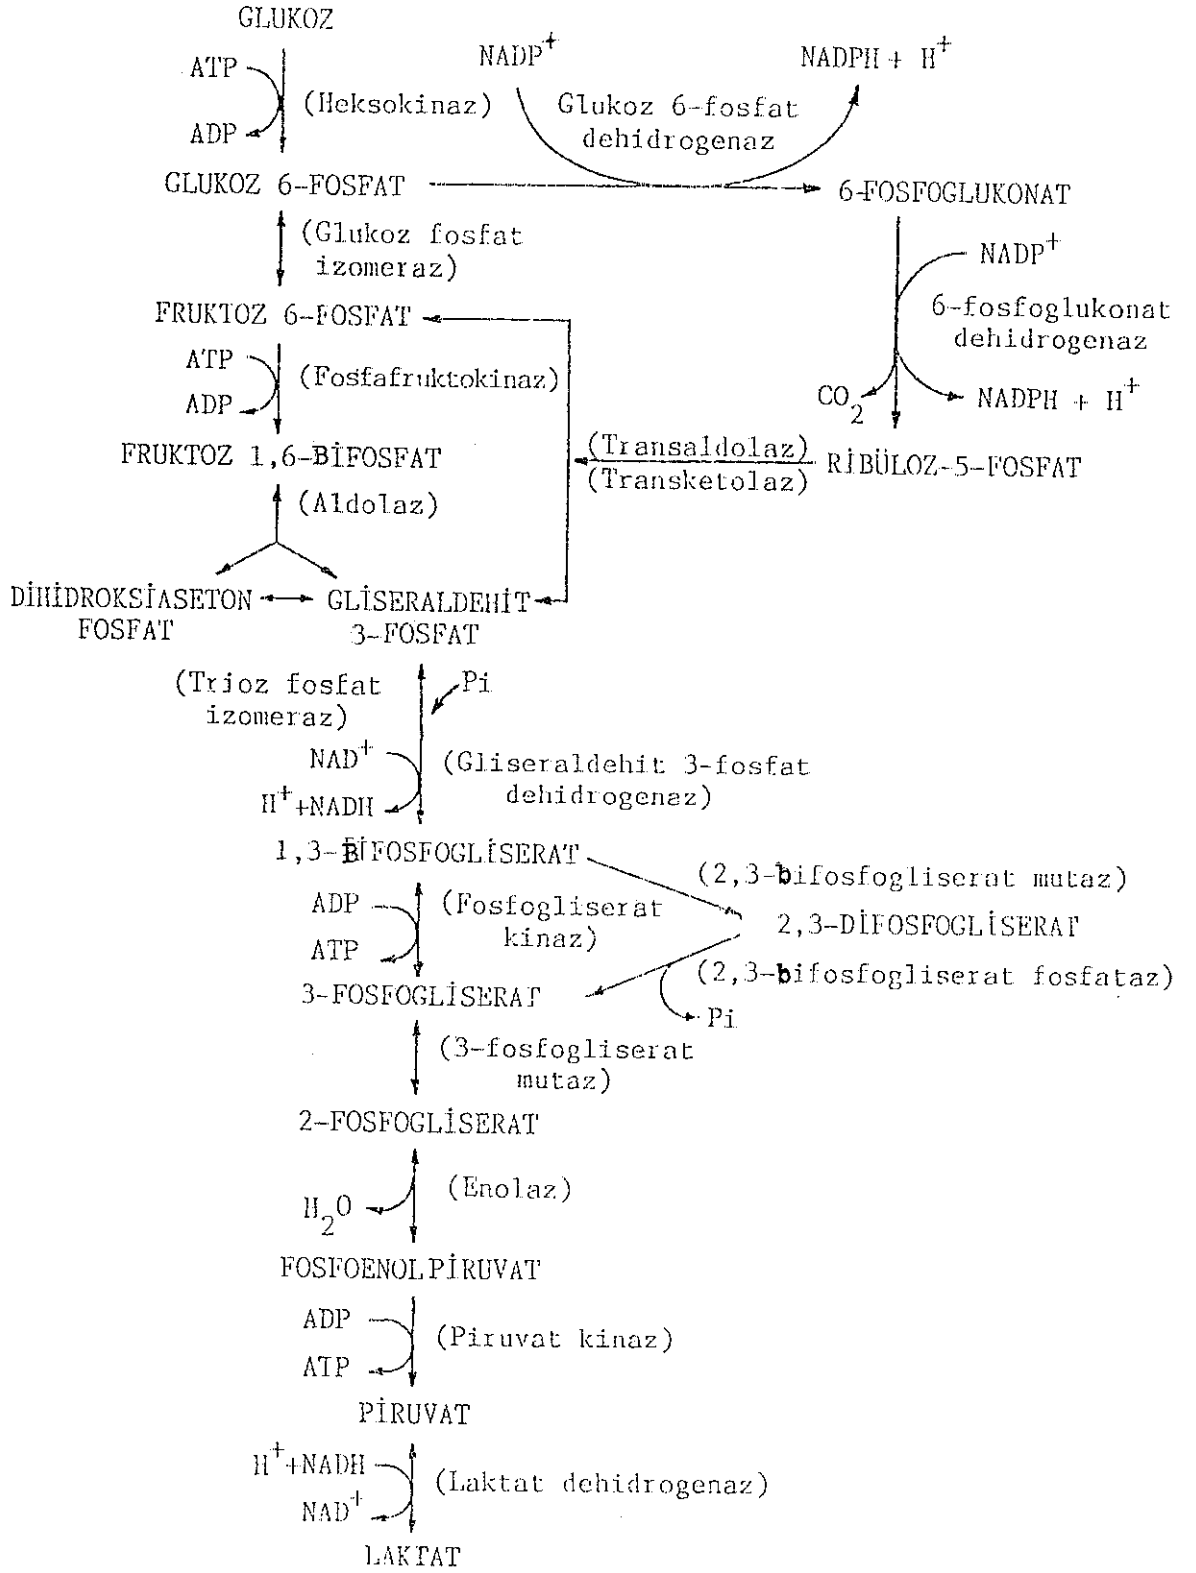 GLUKOZ
ATP
NADP+
NADPH + H+
(Heksokinaz)
Glukoz 6-fosfat
dehidrogenaz
ADP
GLUKOZ 6-FOSFAT
6-FOSFOGLUKONAT
(Glukoz fosfat
izomeraz)
NADP+
FRUKTOZ 6-FOSFAT
6-fosfoglukonat
dehidrogenaz
ATP
(Fosfafruktokinaz)
ADP
CO2
NADPH + H+
FRUKTOZ 1,6-BİFOSFAT
(Transaldolaz)
(Transketolaz)
RİBÜLOZ-5-FOSFAT
(Aldolaz)
DİHİDROKSİASETON
FOSFAT
GLİSERALDEHİT
3-FOSFAT
(Trioz fosfat
izomeraz)
Pi
NAD+
(Gliseraldehit 3-fosfat
dehidrogenaz)
H++NADH
1,3-BİFOSFOGLİSERAT
(2,3-bifosfogliserat mutaz)
ADP
(Fosfogliserat
kinaz)
2,3-DİFOSFOGLİSERAT
ATP
(2,3-bifosfogliserat fosfataz)
3-FOSFOGLİSERAT
Pi
(3-fosfogliserat
mutaz)
2-FOSFOGLİSERAT
(Enolaz)
H2O
FOSFOENOLPİRUVAT
ADP
(Piruvat kinaz)
ATP
PİRUVAT
H++NADH
(Laktat dehidrogenaz)
NAD+
LAKTAT